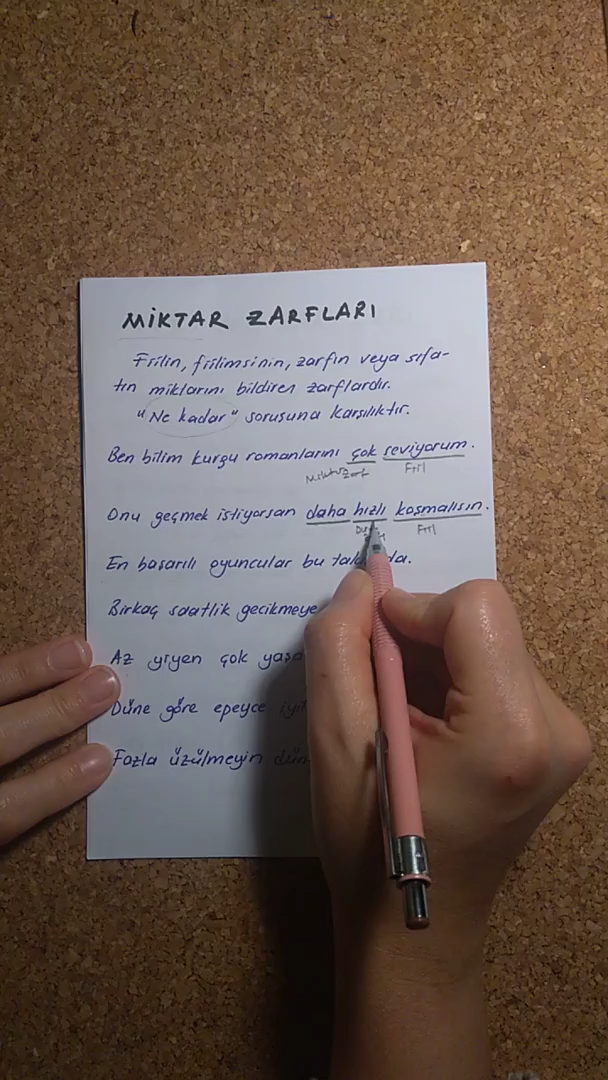 MİKTAR ZARFLARI
Fiilin, fiilimsinin, zarfın veya sıfa-
tın miktarını bildiren zarflardır.
"Ne kadar" sorusuna karşılıktır.
Ben bilim kurgu romanlarını çok seviyorum.
Miktar zarf Fiil
Onu geçmek istiyorsan daha hızlı koşmalısın.
Fiil
En başarılı oyuncular bu
Birkaç saatlik gecikmeye
Az yiyen çok
Düne göre epeyce
Fazla üzülmeyin